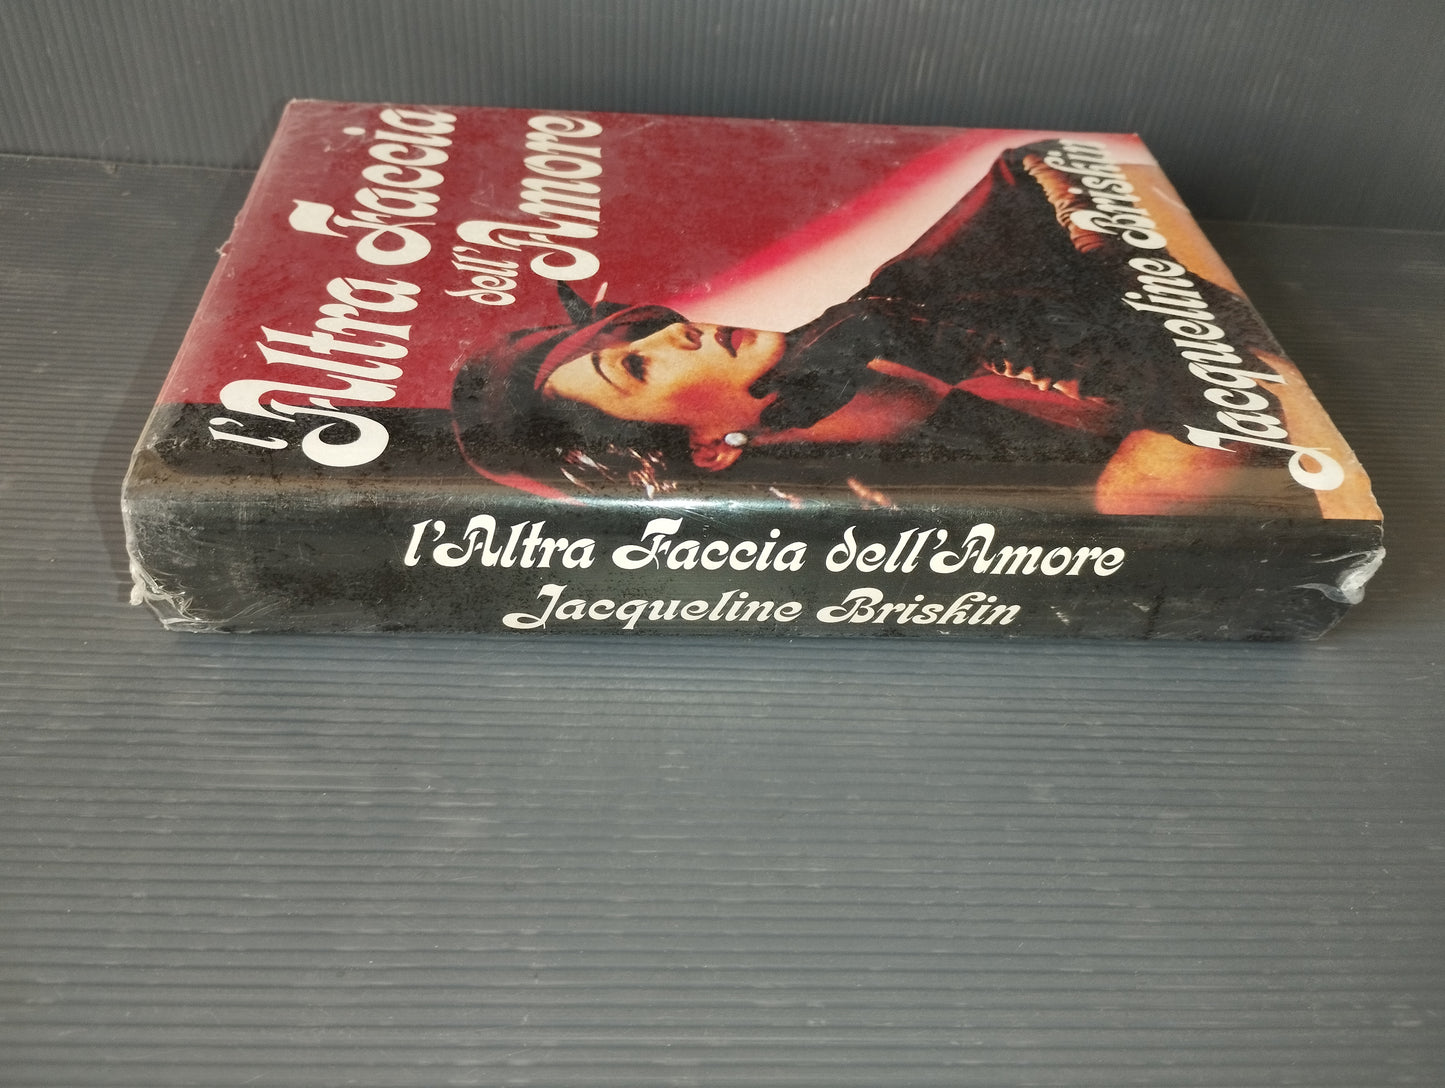 l'Altra Faccia
dell'Amore
Jacqueline Briskin
l'Altra Faccia dell'Amore
Jacqueline Briskin